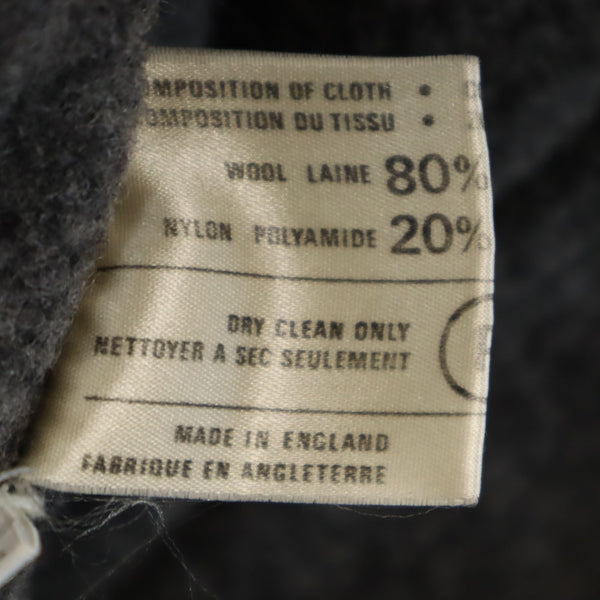 OMPOSITION OF CLOTH •
OMPOSITION DU TISSU •
WOOL LAINE 80%
NYLON POLYAMIDE 20%
DRY CLEAN ONLY
NETTOYER A SEC SEULEMENT
MADE IN ENGLAND
FABRIQUE EN ANGLETERRE